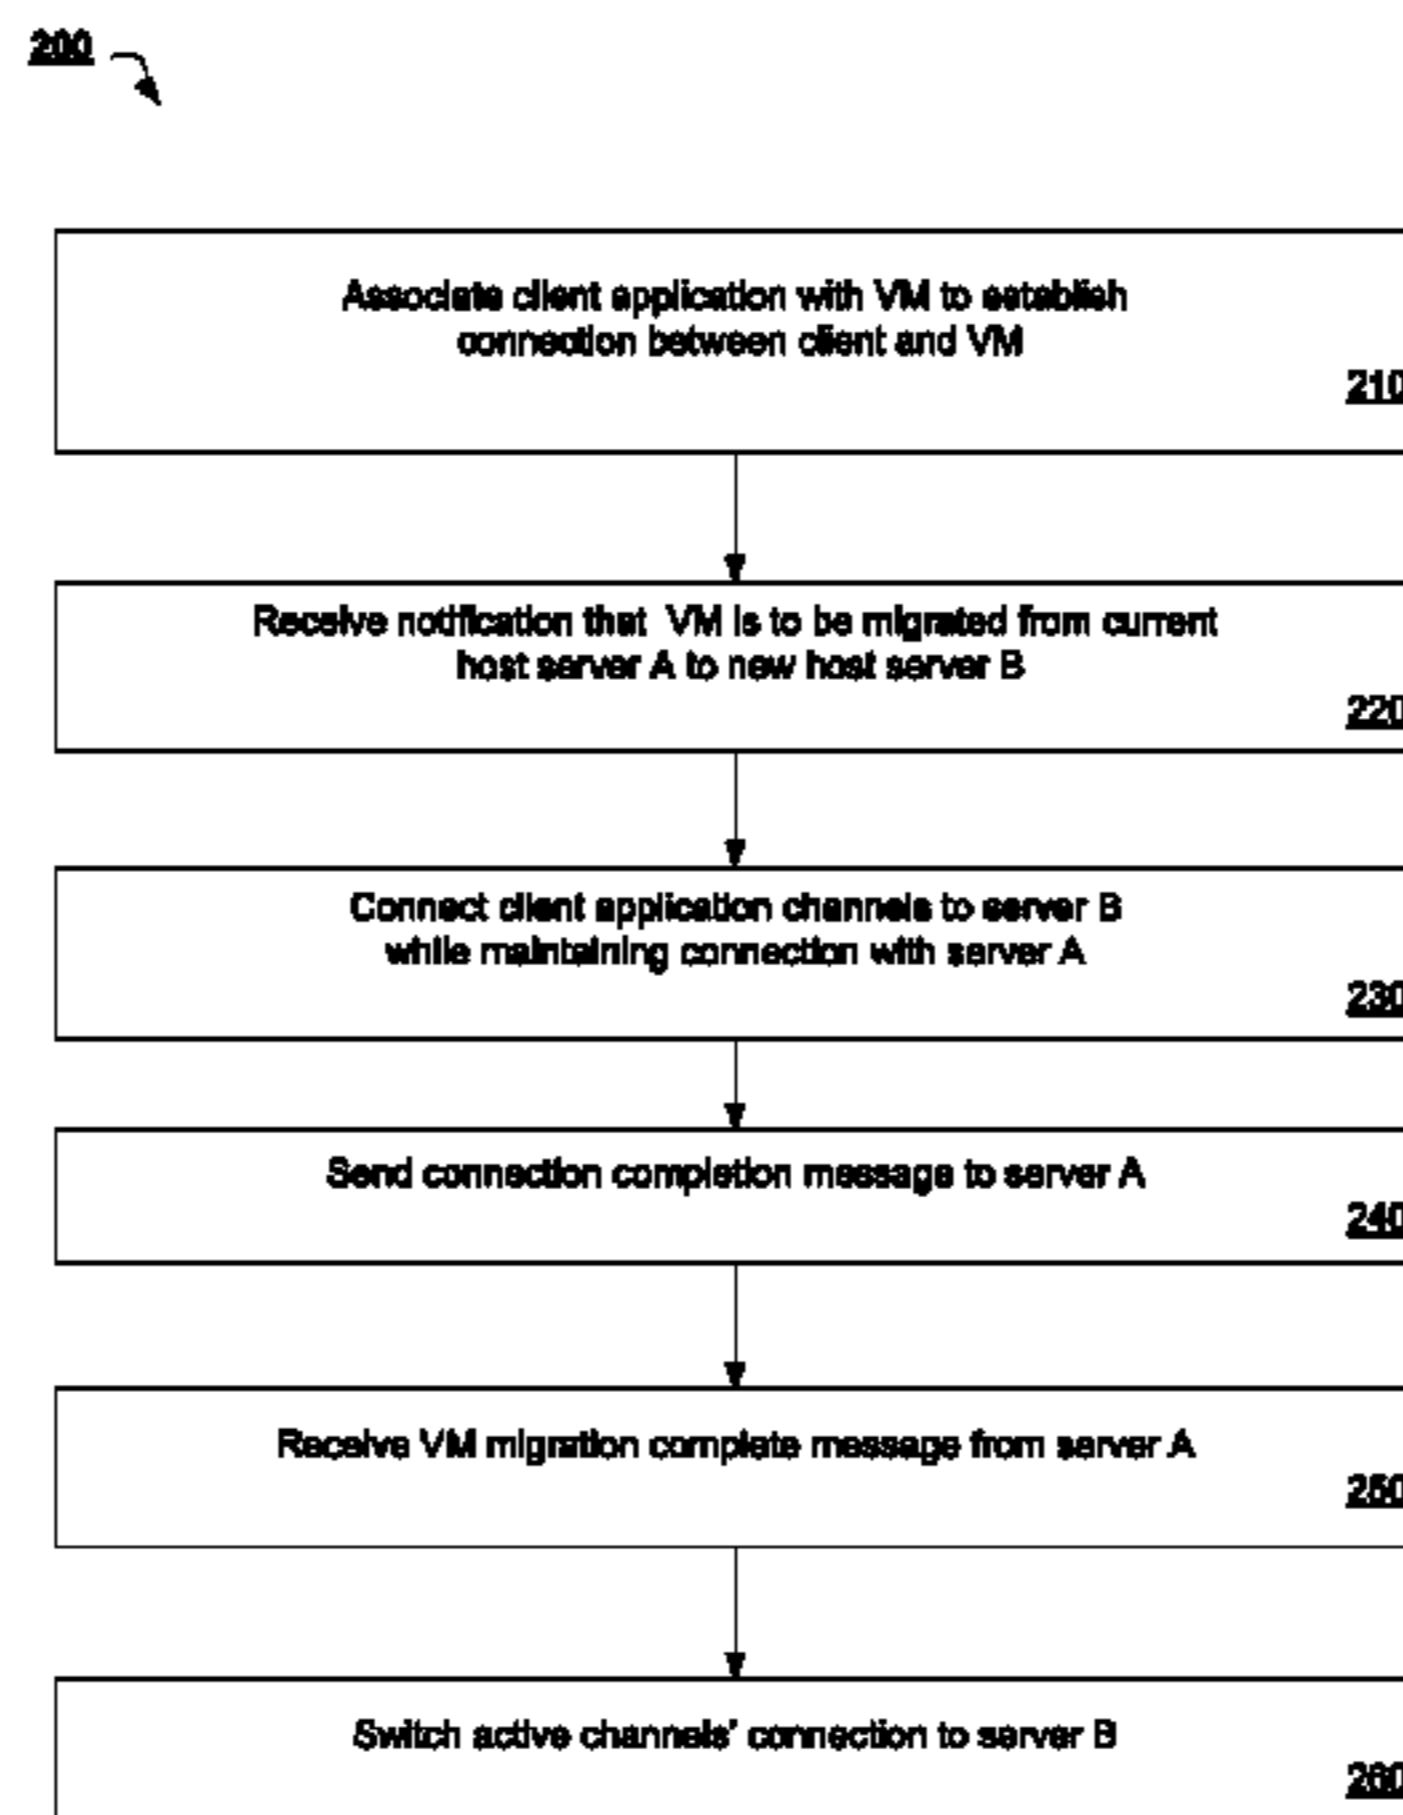 200
Associate client application with VM to establish
connection between client and VM
210
Receive notification that VM is to be migrated from current
host server A to new host server B
220
Connect client application channels to server B
while maintaining connection with server A
230
Send connection completion message to server A
240
Receive VM migration complete message from server A
250
Switch active channels' connection to server B
260